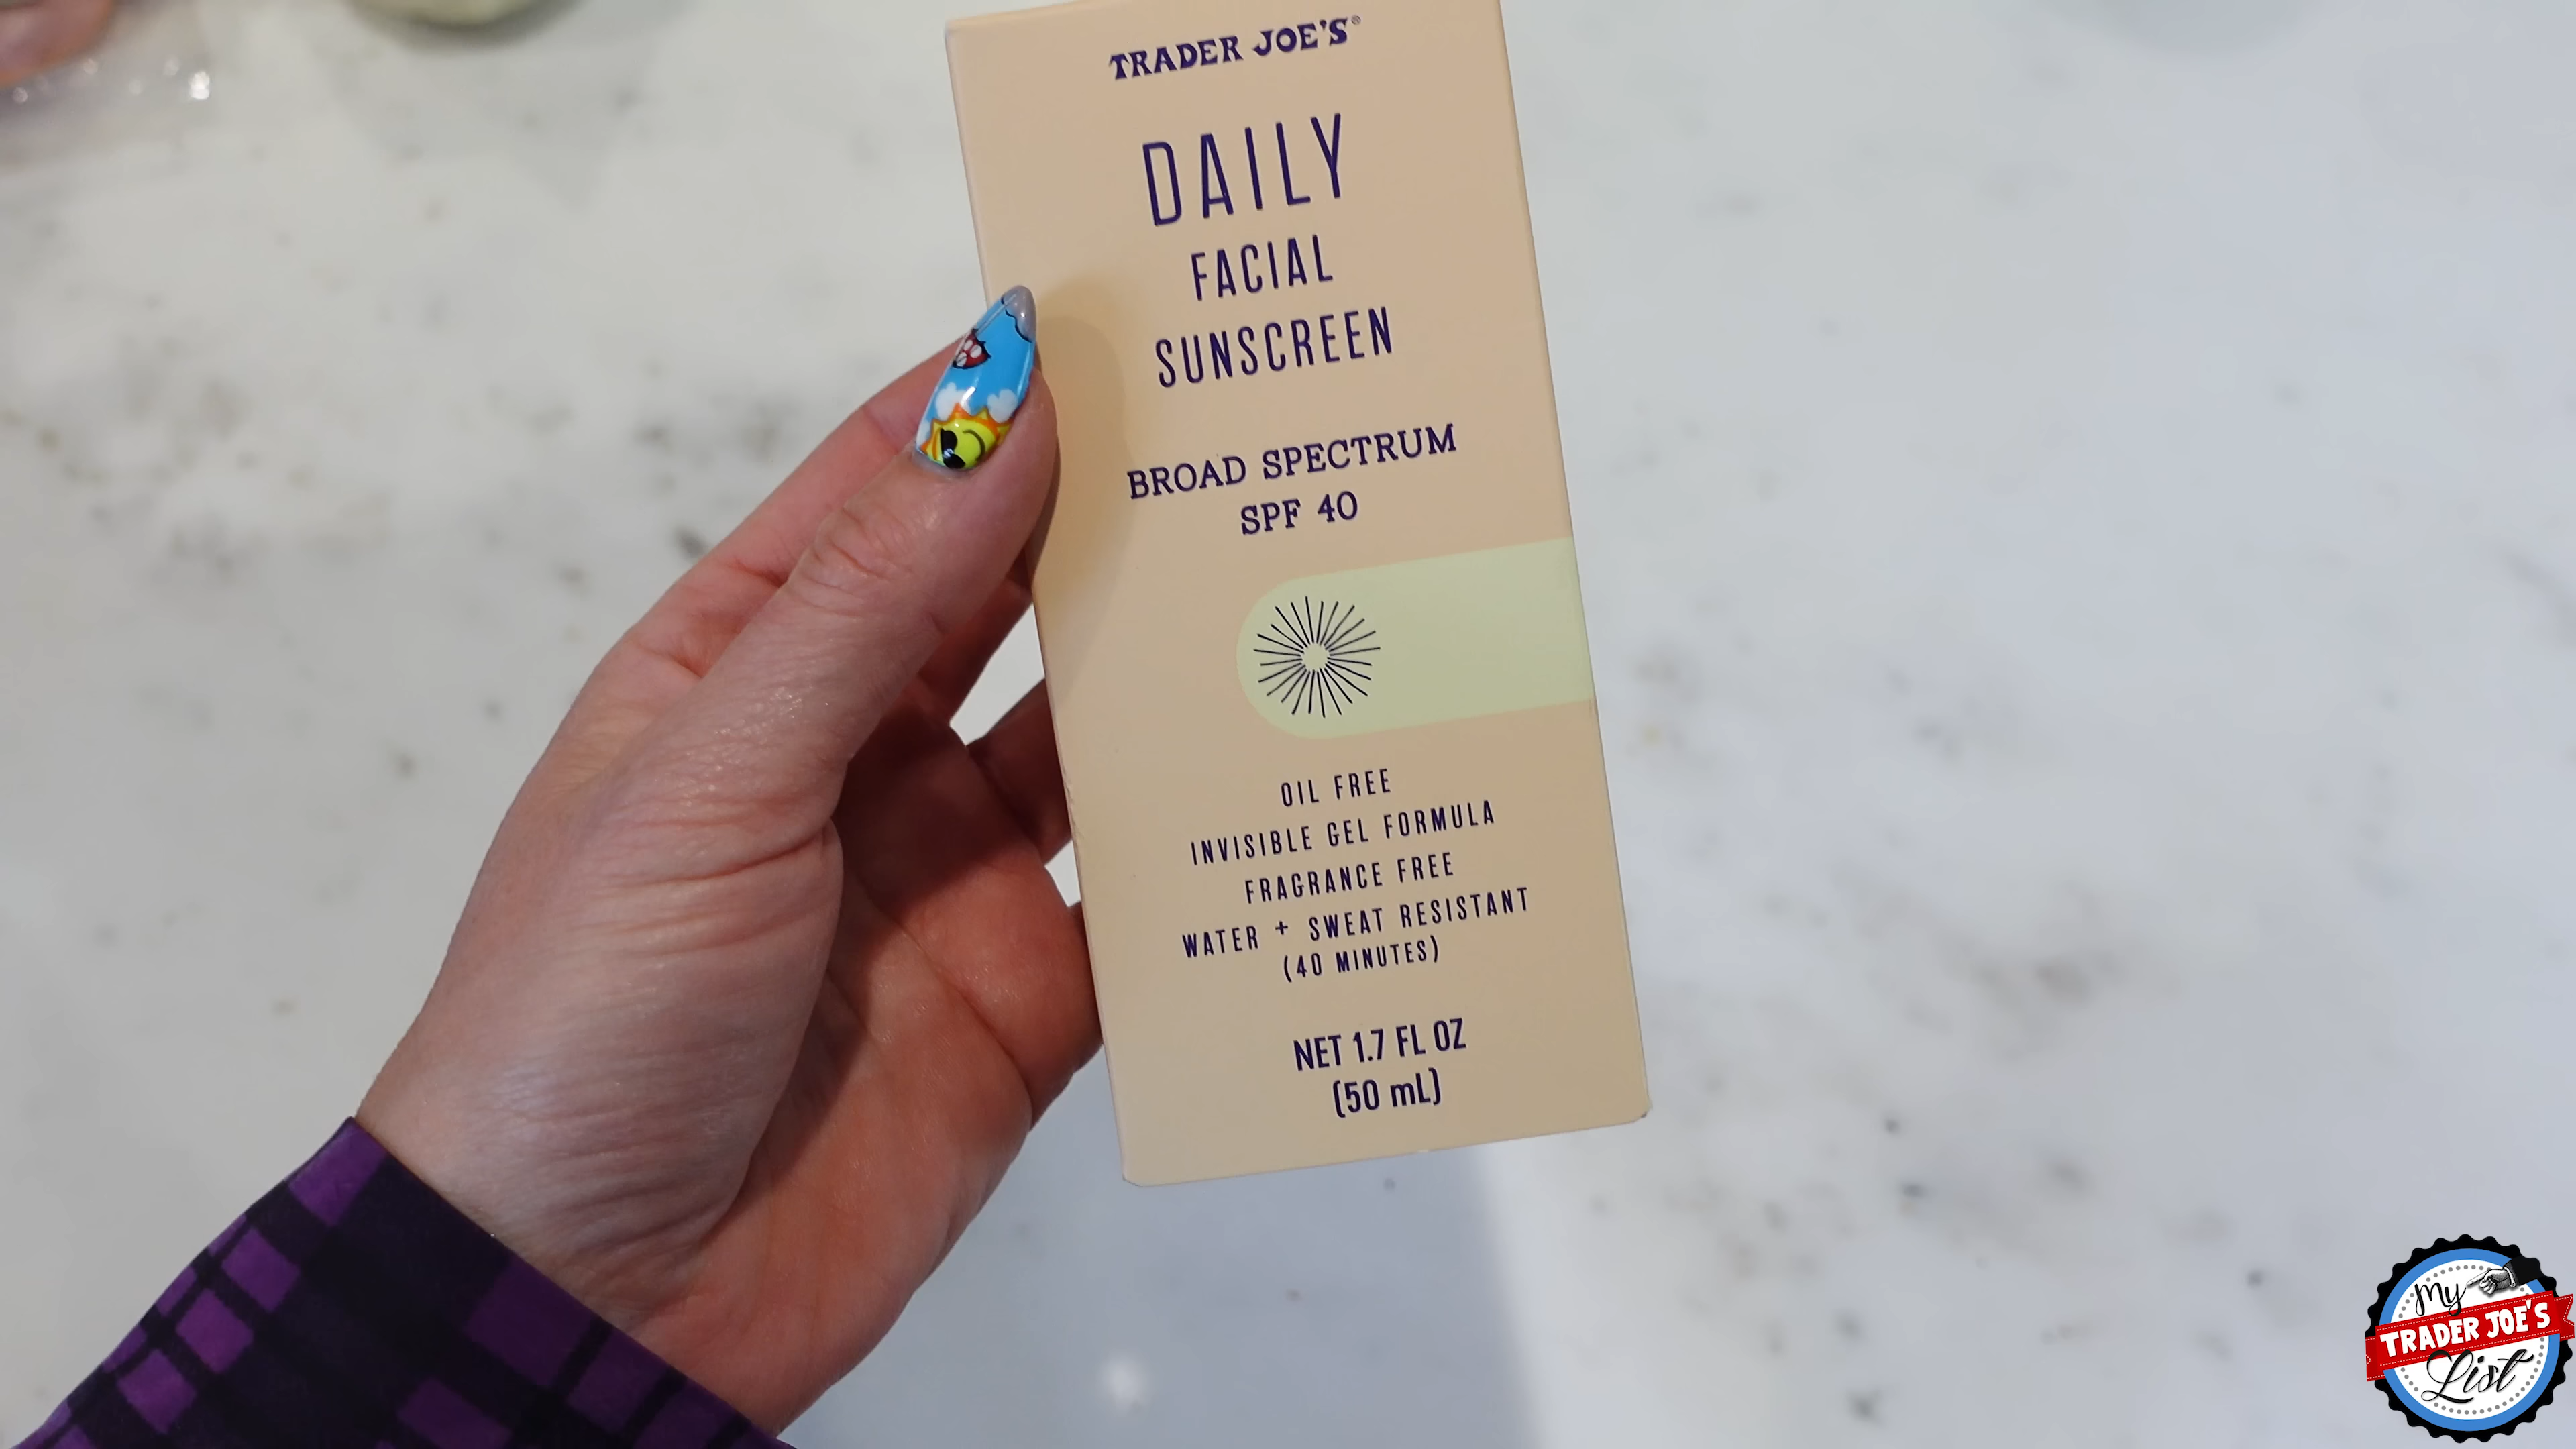 TRADER JOE'S®
DAILY
FACIAL
SUNSCREEN
BROAD SPECTRUM
SPF 40
OIL FREE
INVISIBLE GEL FORMULA
FRAGRANCE FREE
WATER + SWEAT RESISTANT
(40 MINUTES)
NET 1.7 FL OZ
(50 mL)
My
TRADER JOE'S
List